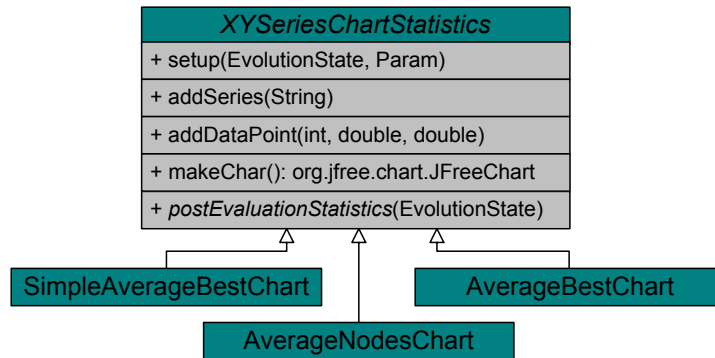 XYSeriesChartStatistics
+ setup(EvolutionState, Param)
+ addSeries(String)
+ addDataPoint(int, double, double)
+ makeChar(): org.jfree.chart.JFreeChart
+ postEvaluationStatistics(EvolutionState)
SimpleAverageBestChart
AverageBestChart
AverageNodesChart